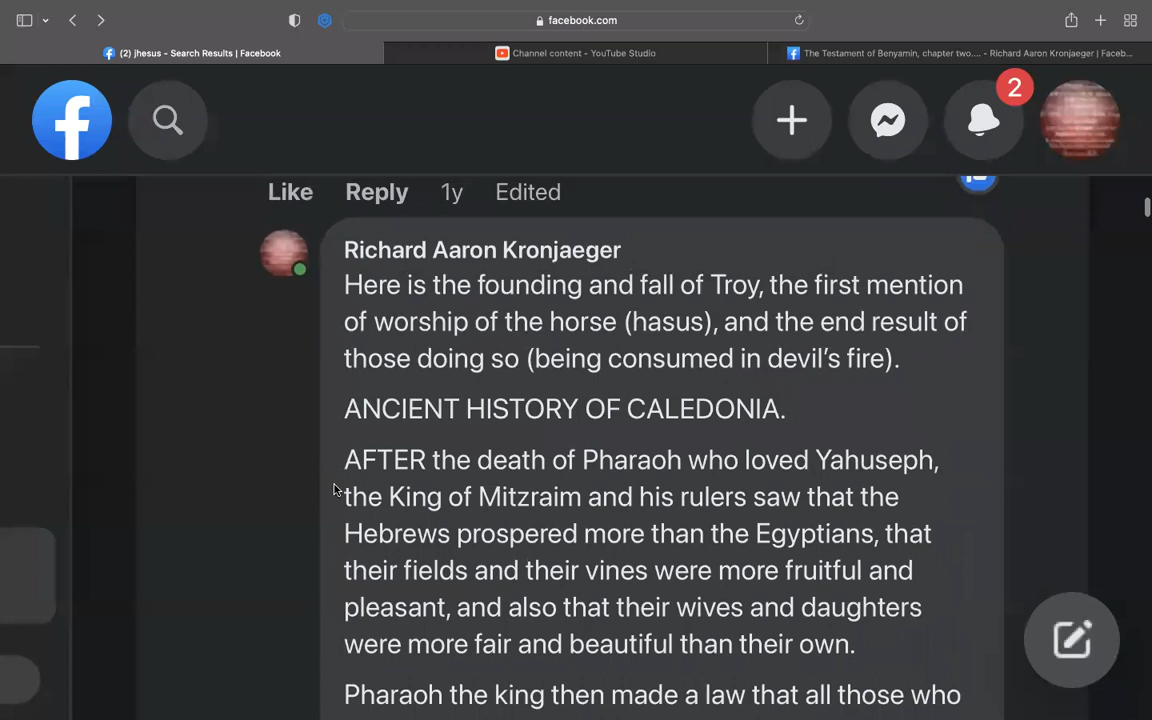 facebook.com
(2) jhesus - Search Results | Facebook
Channel content - YouTube Studio
The Testament of Benyamin, chapter two.... - Richard Aaron Kronjaeger | Faceb...
2
Like Reply 1y Edited
Richard Aaron Kronjaeger
Here is the founding and fall of Troy, the first mention
of worship of the horse (hasus), and the end result of
those doing so (being consumed in devil’s fire).
ANCIENT HISTORY OF CALEDONIA.
AFTER the death of Pharaoh who loved Yahuseph,
the King of Mitzraim and his rulers saw that the
Hebrews prospered more than the Egyptians, that
their fields and their vines were more fruitful and
pleasant, and also that their wives and daughters
were more fair and beautiful than their own.
Pharaoh the king then made a law that all those who